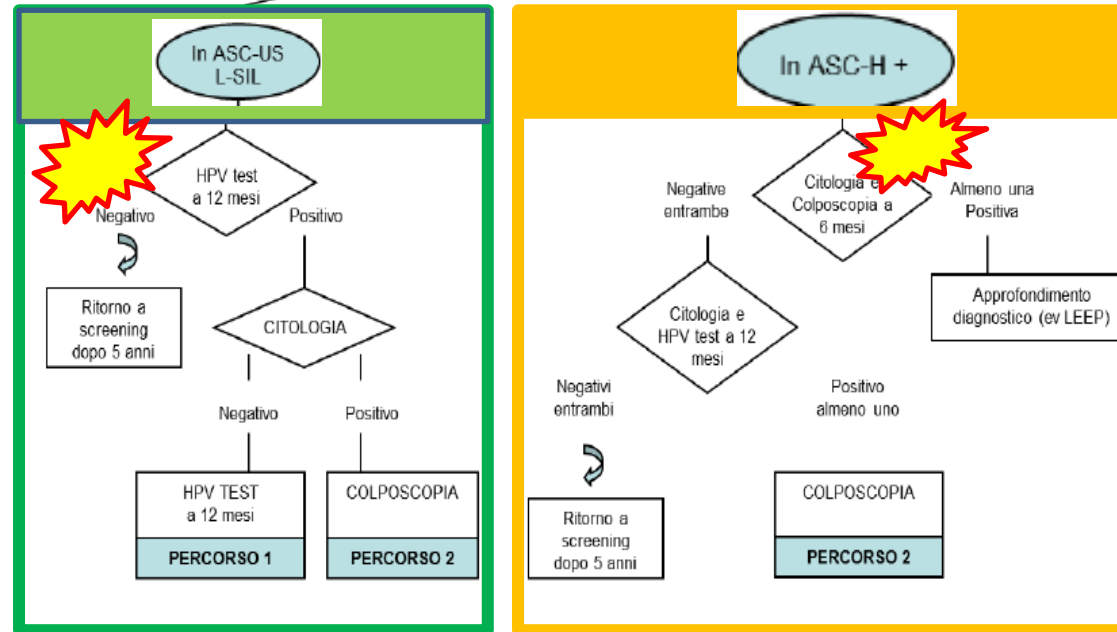 In ASC-US
L-SIL
HPV test
a 12 mesi
Negativo
Positivo
Ritorno a
screening
dopo 5 anni
CITOLOGIA
Negativo
Positivo
HPV TEST
a 12 mesi
PERCORSO 1
COLPOSCOPIA
PERCORSO 2
In ASC-H +
Citologia e
Colposcopia a
6 mesi
Negative
entrambe
Almeno una
Positiva
Approfondimento
diagnostico (ev LEEP)
Citologia e
HPV test a 12
mesi
Negativi
entrambi
Positivo
almeno uno
Ritorno a
screening
dopo 5 anni
COLPOSCOPIA
PERCORSO 2